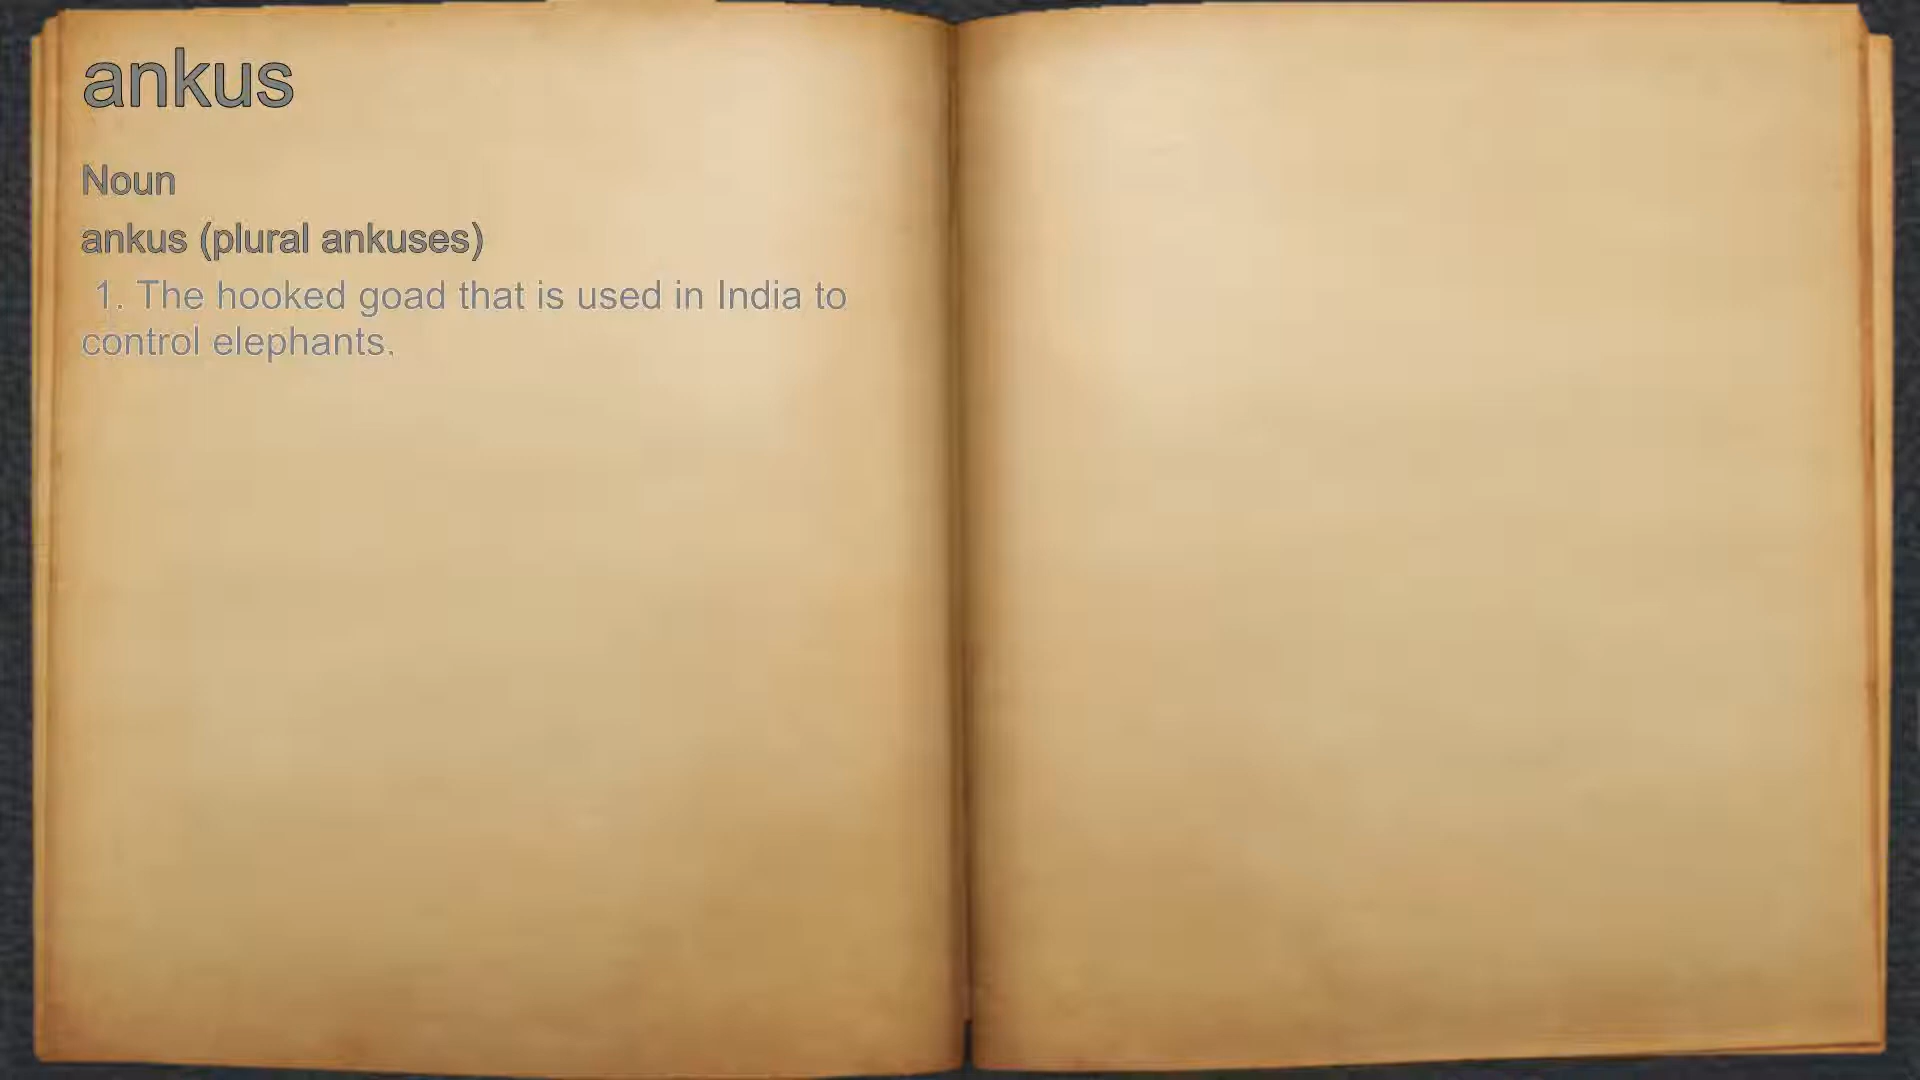 ankus
Noun
ankus (plural ankuses)
1. The hooked goad that is used in India to
control elephants.